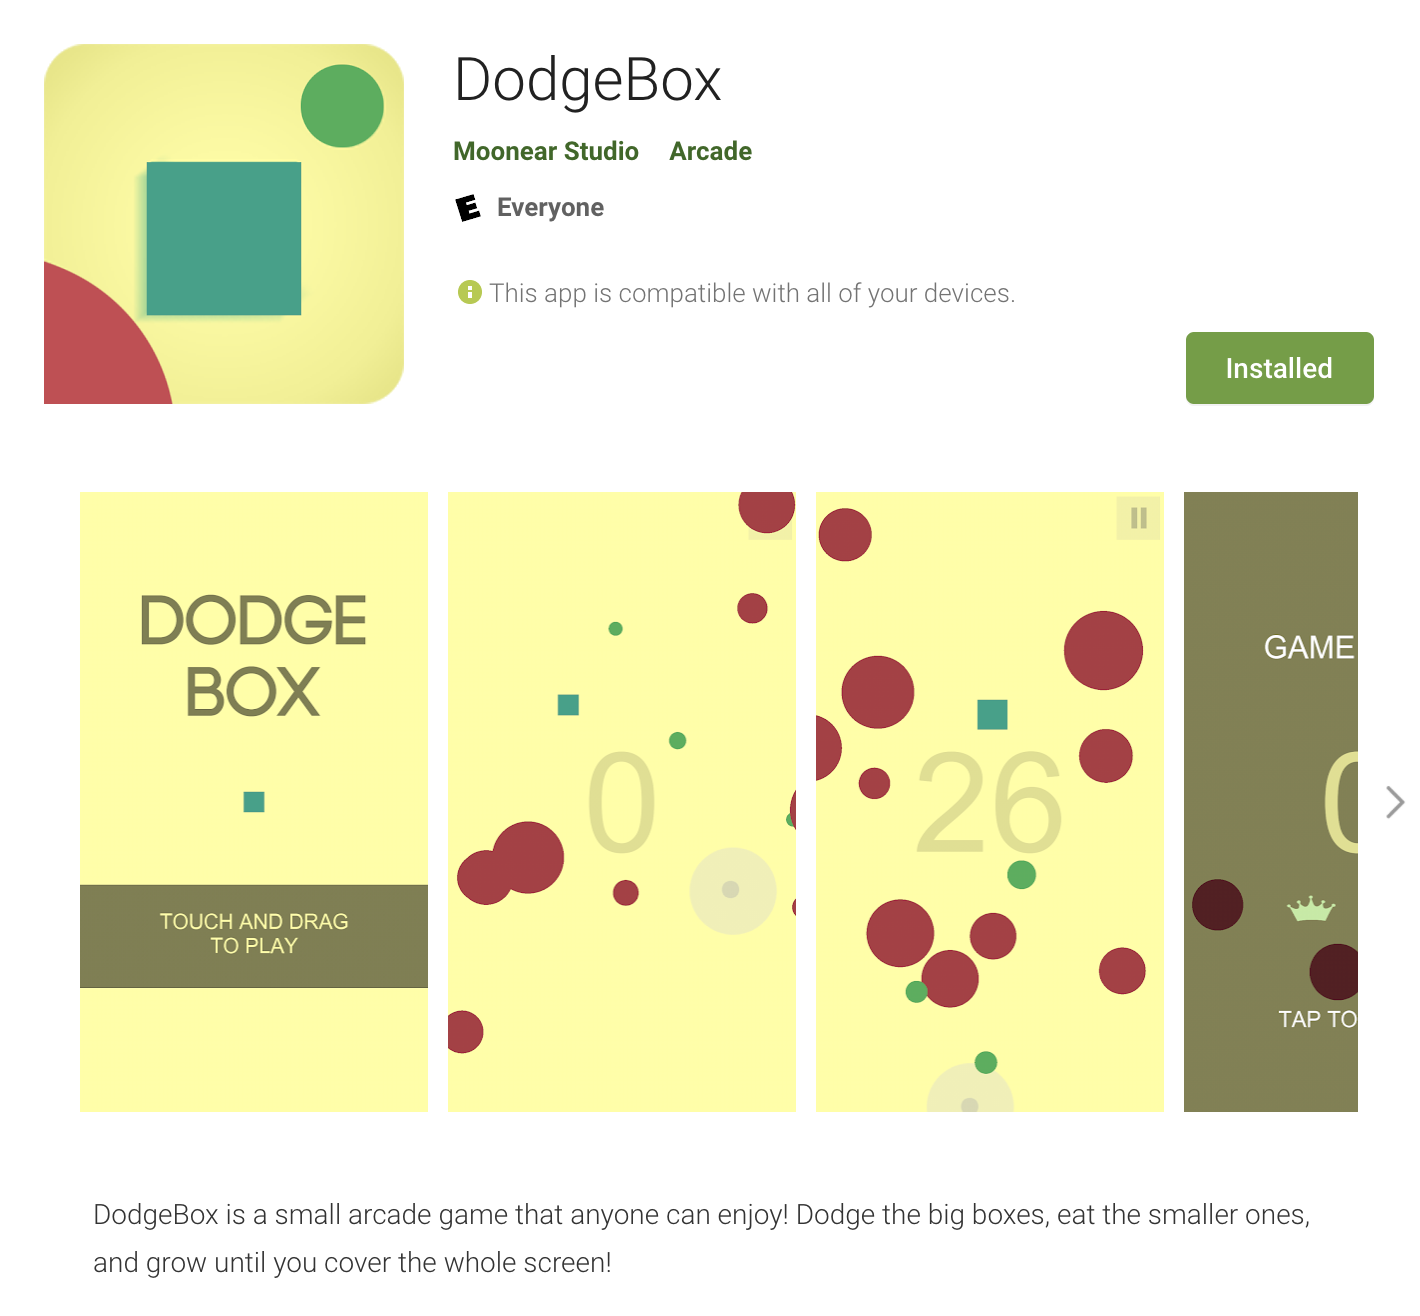 DodgeBox
Moonear Studio Arcade
E Everyone
This app is compatible with all of your devices.
Installed
DODGE
BOX
TOUCH AND DRAG
TO PLAY
0
26
GAME
0
TAP TO
DodgeBox is a small arcade game that anyone can enjoy! Dodge the big boxes, eat the smaller ones,
and grow until you cover the whole screen!